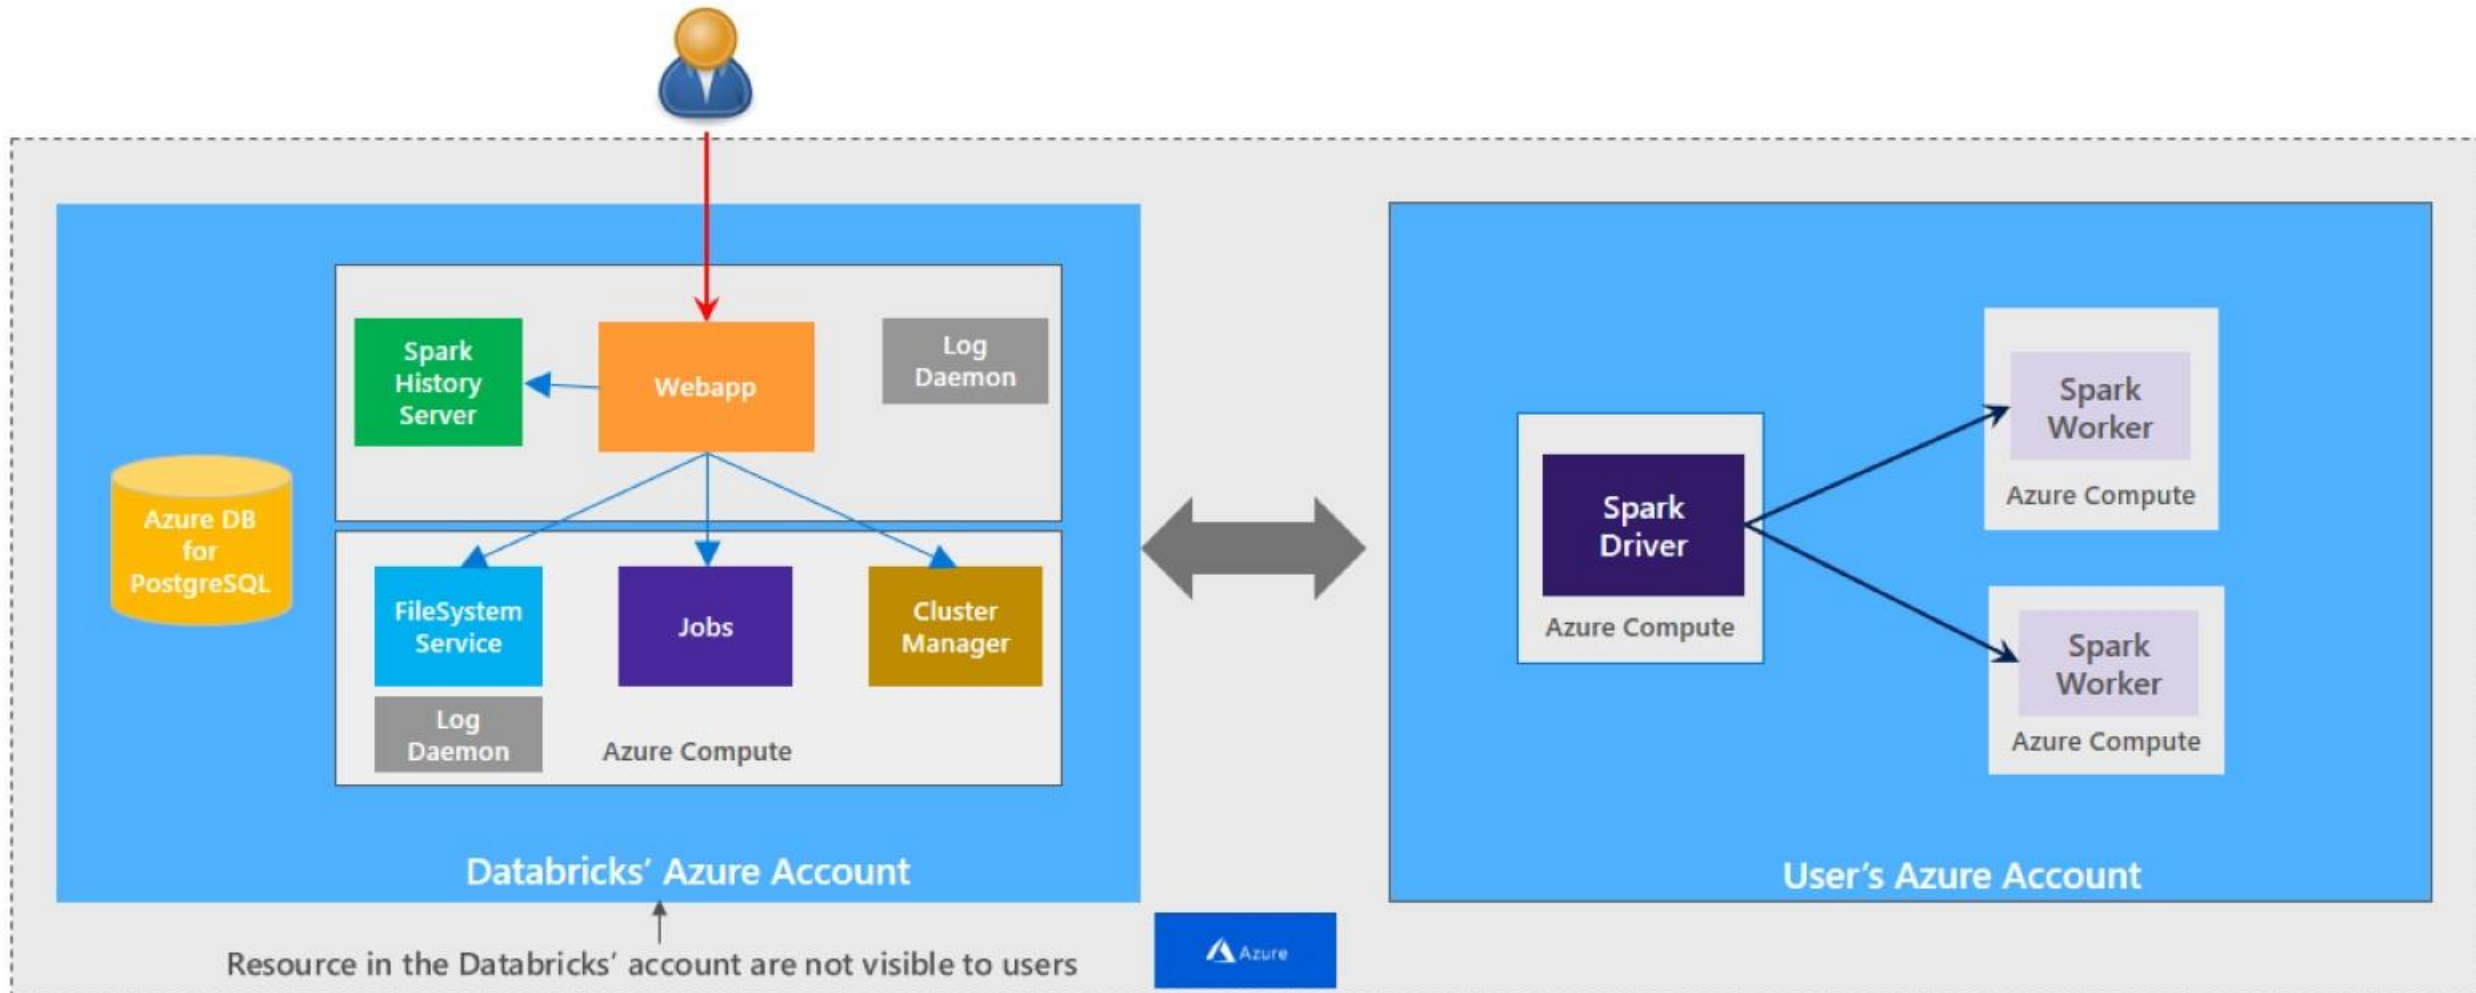 Spark
History
Server
Webapp
Log
Daemon
Azure DB
for
PostgreSQL
FileSystem
Service
Jobs
Cluster
Manager
Log
Daemon
Azure Compute
Databricks’ Azure Account
Resource in the Databricks’ account are not visible to users
Azure
Spark
Driver
Azure Compute
Spark
Worker
Azure Compute
Spark
Worker
Azure Compute
User’s Azure Account